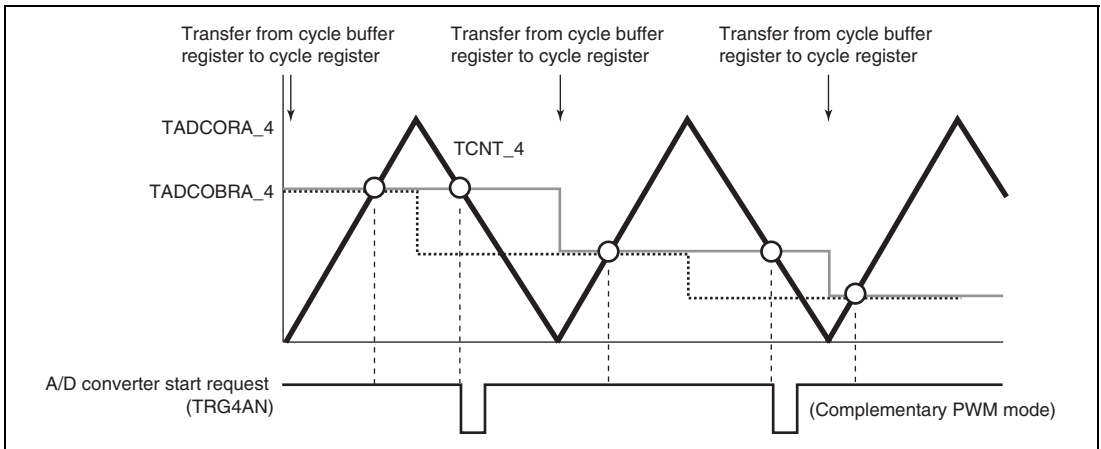 Transfer from cycle buffer
register to cycle register
Transfer from cycle buffer
register to cycle register
Transfer from cycle buffer
register to cycle register
TADCORA_4
TCNT_4
TADCOBRA_4
A/D converter start request
(TRG4AN)
(Complementary PWM mode)